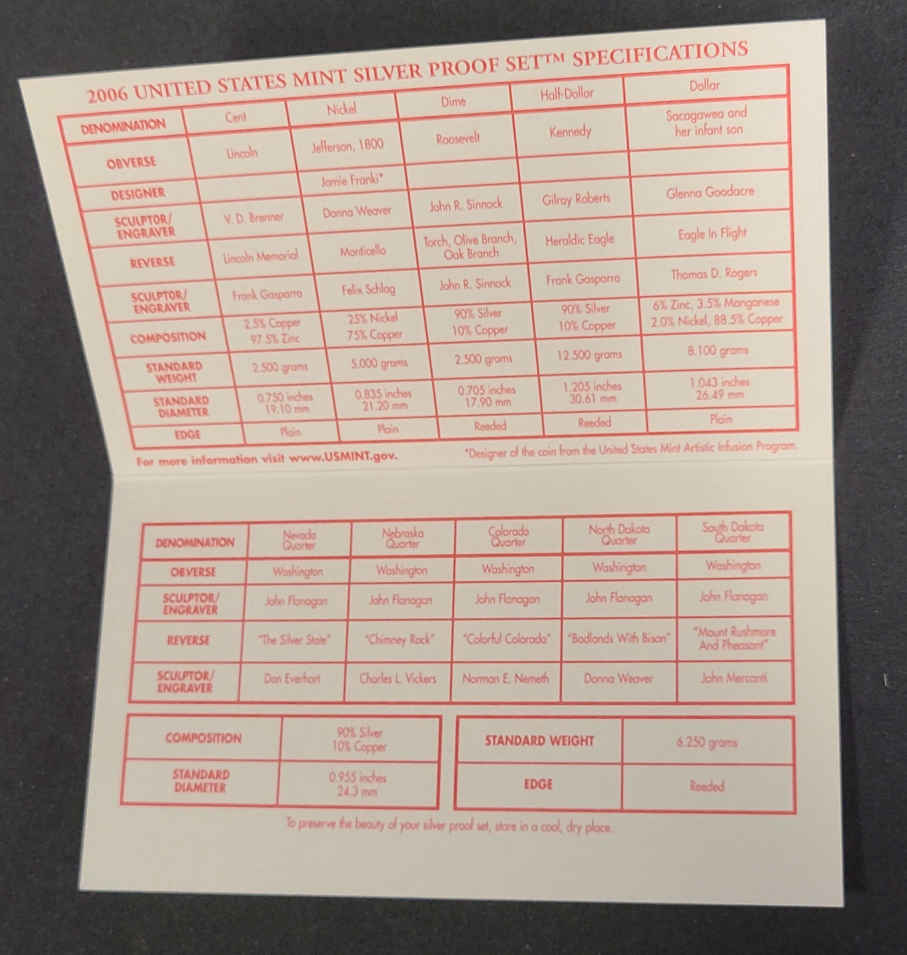 2006 UNITED STATES MINT SILVER PROOF SET™ SPECIFICATIONS
DENOMINATION Cent Nickel Dime Half-Dollar Dollar
OBVERSE Lincoln Jefferson, 1800 Roosevelt Kennedy Sacagawea and
her infant son
DESIGNER Jamie Franki*
SCULPTOR/
ENGRAVER V. D. Brenner Donna Weaver John R. Sinnock Gilroy Roberts Glenna Goodacre
REVERSE Lincoln Memorial Monticello Torch, Olive Branch,
Oak Branch Heraldic Eagle Eagle In Flight
SCULPTOR/
ENGRAVER Frank Gasparro Felix Schlag John R. Sinnock Frank Gasparro Thomas D. Rogers
COMPOSITION 2.5% Copper 25% Nickel 90% Silver 90% Silver 6% Zinc, 3.5% Manganese
97.5% Zinc 75% Copper 10% Copper 10% Copper 2.0% Nickel, 88.5% Copper
STANDARD
WEIGHT 2.500 grams 5.000 grams 2.500 grams 12.500 grams 8.100 grams
STANDARD 0.750 inches 0.835 inches 0.705 inches 1.205 inches 1.043 inches
DIAMETER 19.10 mm 21.20 mm 17.90 mm 30.61 mm 26.49 mm
EDGE Plain Plain Reeded Reeded Plain
For more information visit www.USMINT.gov. *Designer of the coin from the United States Mint Artistic Infusion Program.
DENOMINATION Nevada Nebraska Colorado North Dakota South Dakota
Quarter Quarter Quarter Quarter Quarter
OBVERSE Washington Washington Washington Washington Washington
SCULPTOR/
ENGRAVER John Flanagan John Flanagan John Flanagan John Flanagan John Flanagan
REVERSE "The Silver State" "Chimney Rock" "Colorful Colorado" "Badlands With Bison" "Mount Rushmore
And Pheasant"
SCULPTOR/
ENGRAVER Don Everhart Charles L. Vickers Norman E. Nemeth Donna Weaver John Mercanti
COMPOSITION 90% Silver
10% Copper
STANDARD 0.955 inches
DIAMETER 24.3 mm
STANDARD WEIGHT 6.250 grams
EDGE Reeded
To preserve the beauty of your silver proof set, store in a cool, dry place.